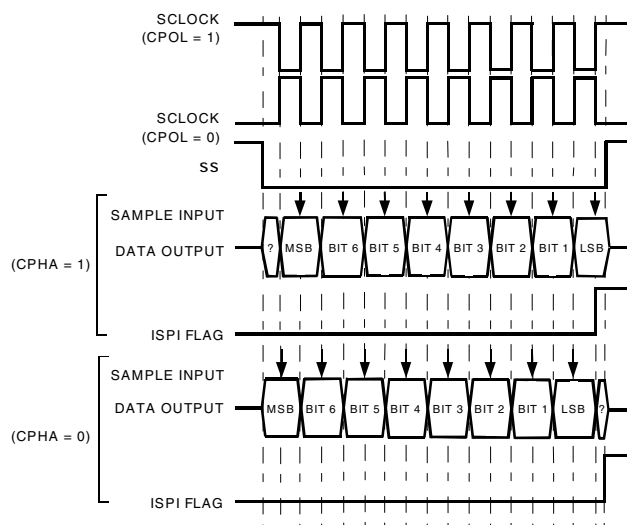 SCLOCK
(CPOL = 1)
SCLOCK
(CPOL = 0)
SS
(CPHA = 1)
SAMPLE INPUT
DATA OUTPUT
? MSB BIT 6 BIT 5 BIT 4 BIT 3 BIT 2 BIT 1 LSB
ISPI FLAG
(CPHA = 0)
SAMPLE INPUT
DATA OUTPUT
MSB BIT 6 BIT 5 BIT 4 BIT 3 BIT 2 BIT 1 LSB ?
ISPI FLAG